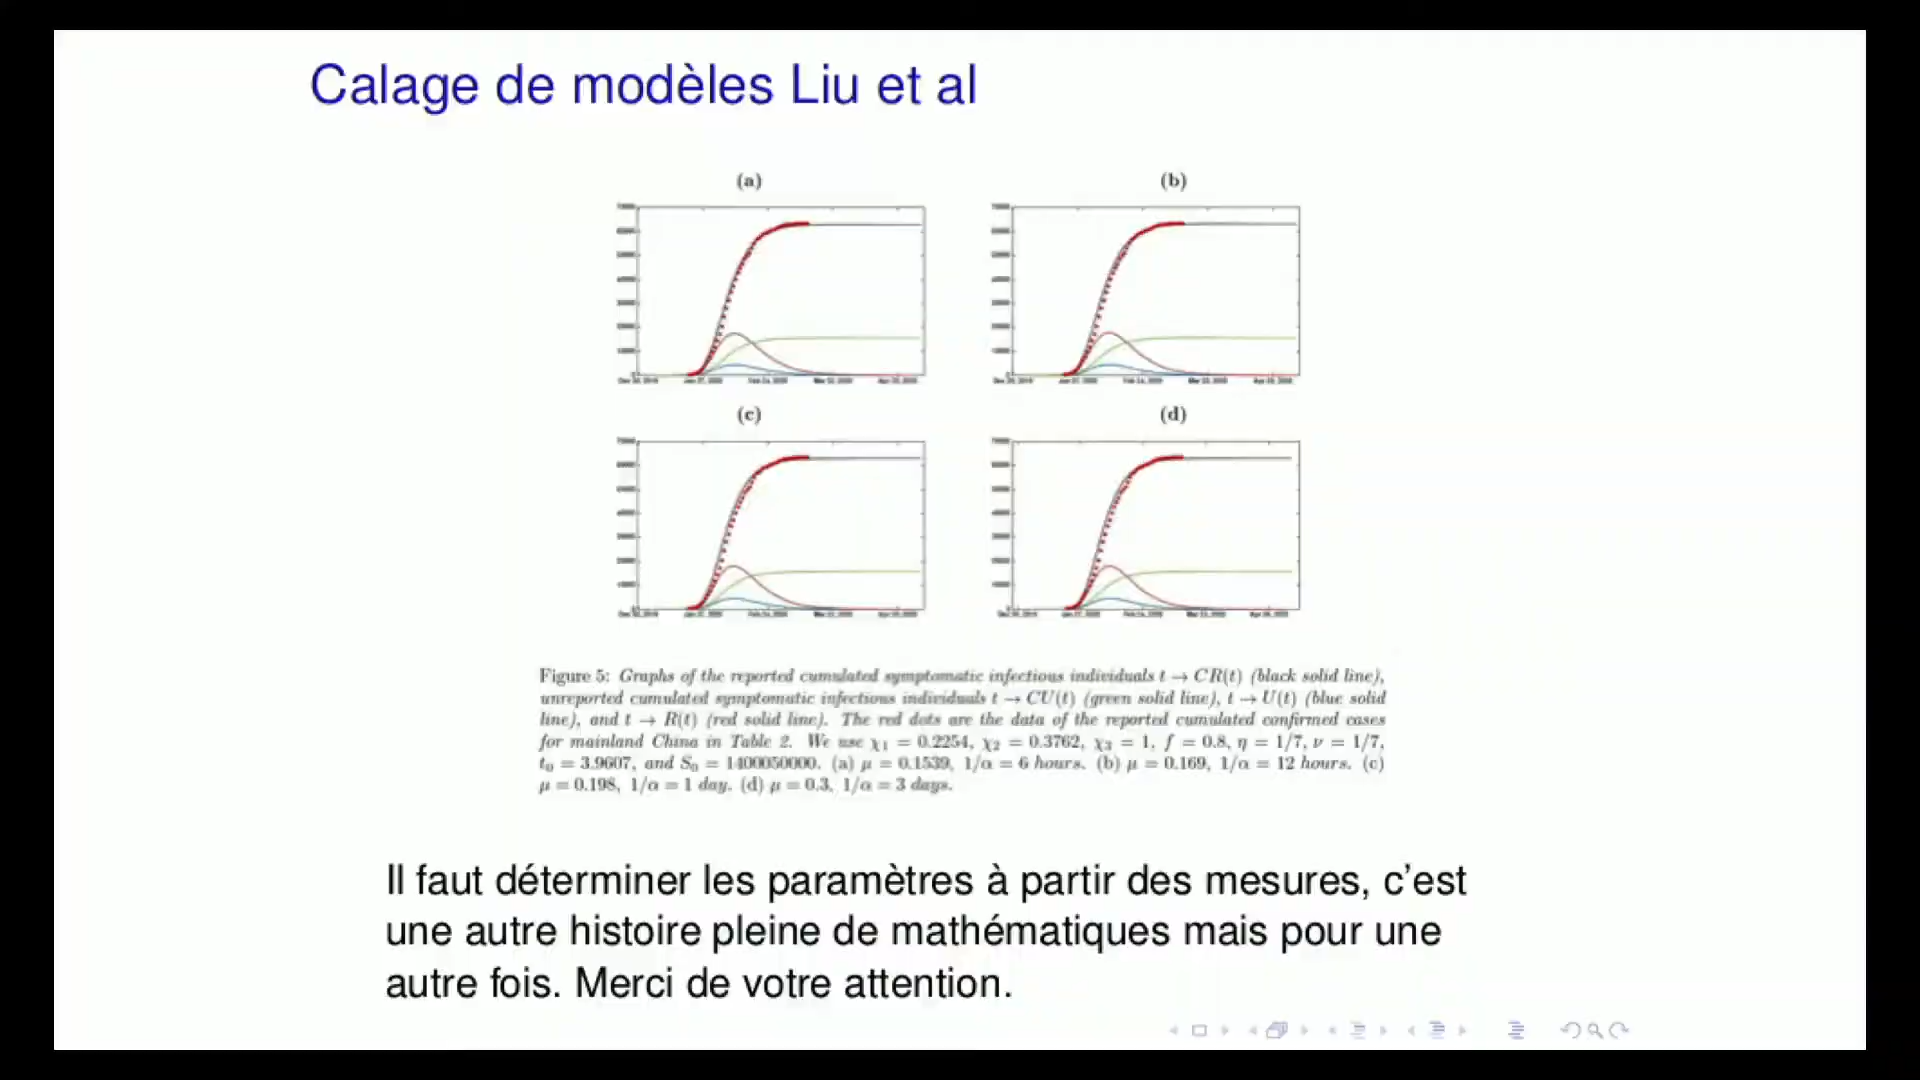 Calage de modèles Liu et al
(a)
(b)
(c)
(d)
Figure 5: Graphs of the reported cumulated symptomatic infectious individuals t → CR(t) (black solid line),
unreported cumulated symptomatic infectious individuals t → CU(t) (green solid line), t → U(t) (blue solid
line), and t → R(t) (red solid line). The red dots are the data of the reported cumulated confirmed cases
for mainland China in Table 2. We use χ₁ = 0.2254, χ₂ = 0.3762, χ₃ = 1, f = 0.8, η = 1/7, ν = 1/7,
t₀ = 3.9607, and S₀ = 1400050000. (a) μ = 0.1539, 1/α = 6 hours. (b) μ = 0.169, 1/α = 12 hours. (c)
μ = 0.198, 1/α = 1 day. (d) μ = 0.3, 1/α = 3 days.
Il faut déterminer les paramètres à partir des mesures, c'est
une autre histoire pleine de mathématiques mais pour une
autre fois. Merci de votre attention.